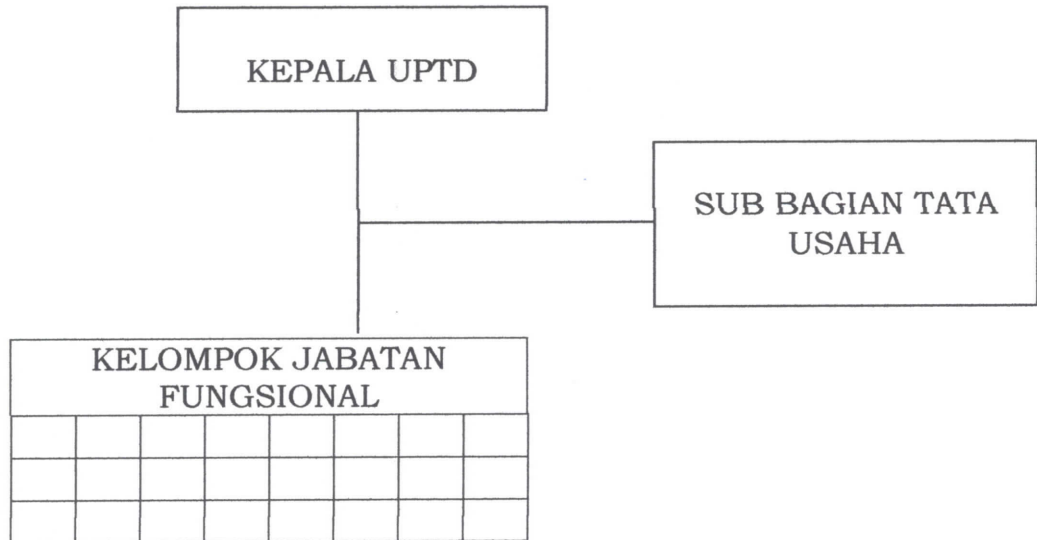 KEPALA UPTD
SUB BAGIAN TATA
USAHA
KELOMPOK JABATAN
FUNGSIONAL